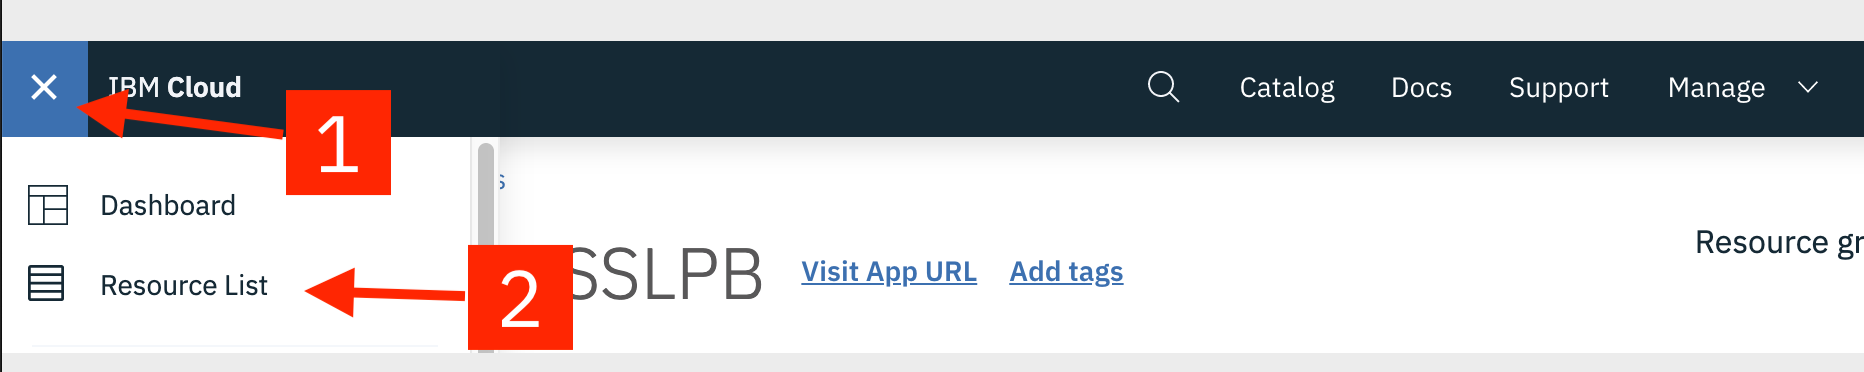 IBM Cloud
Catalog
Docs
Support
Manage
1
Dashboard
s
Resource gr
Resource List
2
SSLPB
Visit App URL
Add tags